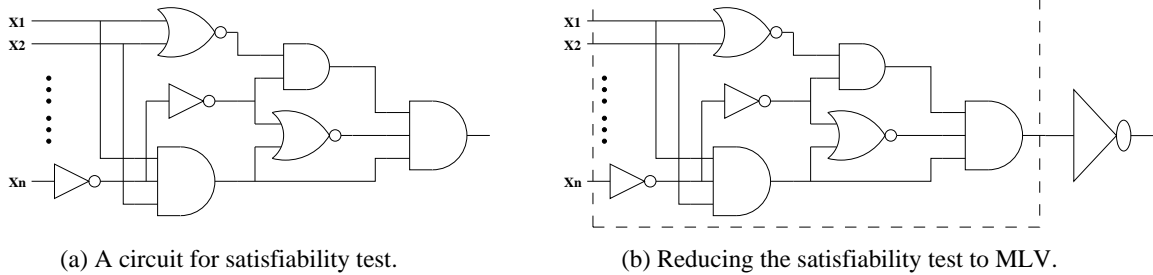 X1
X2
Xn
(a) A circuit for satisfiability test.
X1
X2
Xn
(b) Reducing the satisfiability test to MLV.